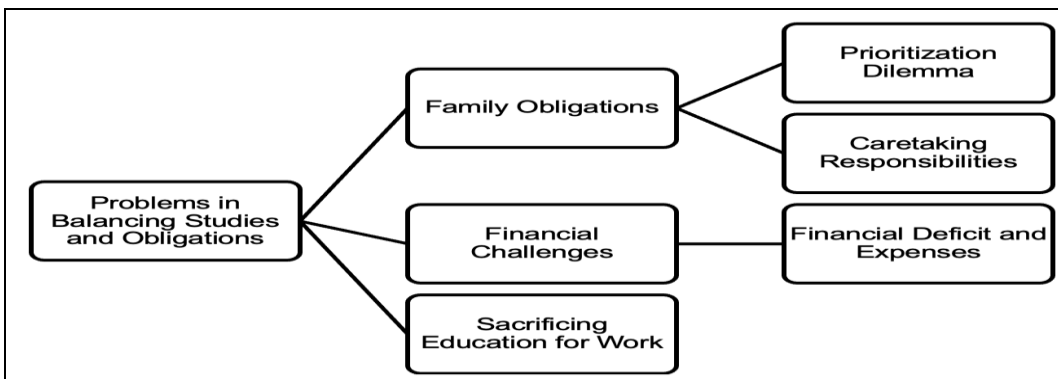 Problems in
Balancing Studies
and Obligations
Family Obligations
Prioritization
Dilemma
Caretaking
Responsibilities
Financial
Challenges
Financial Deficit and
Expenses
Sacrificing
Education for Work